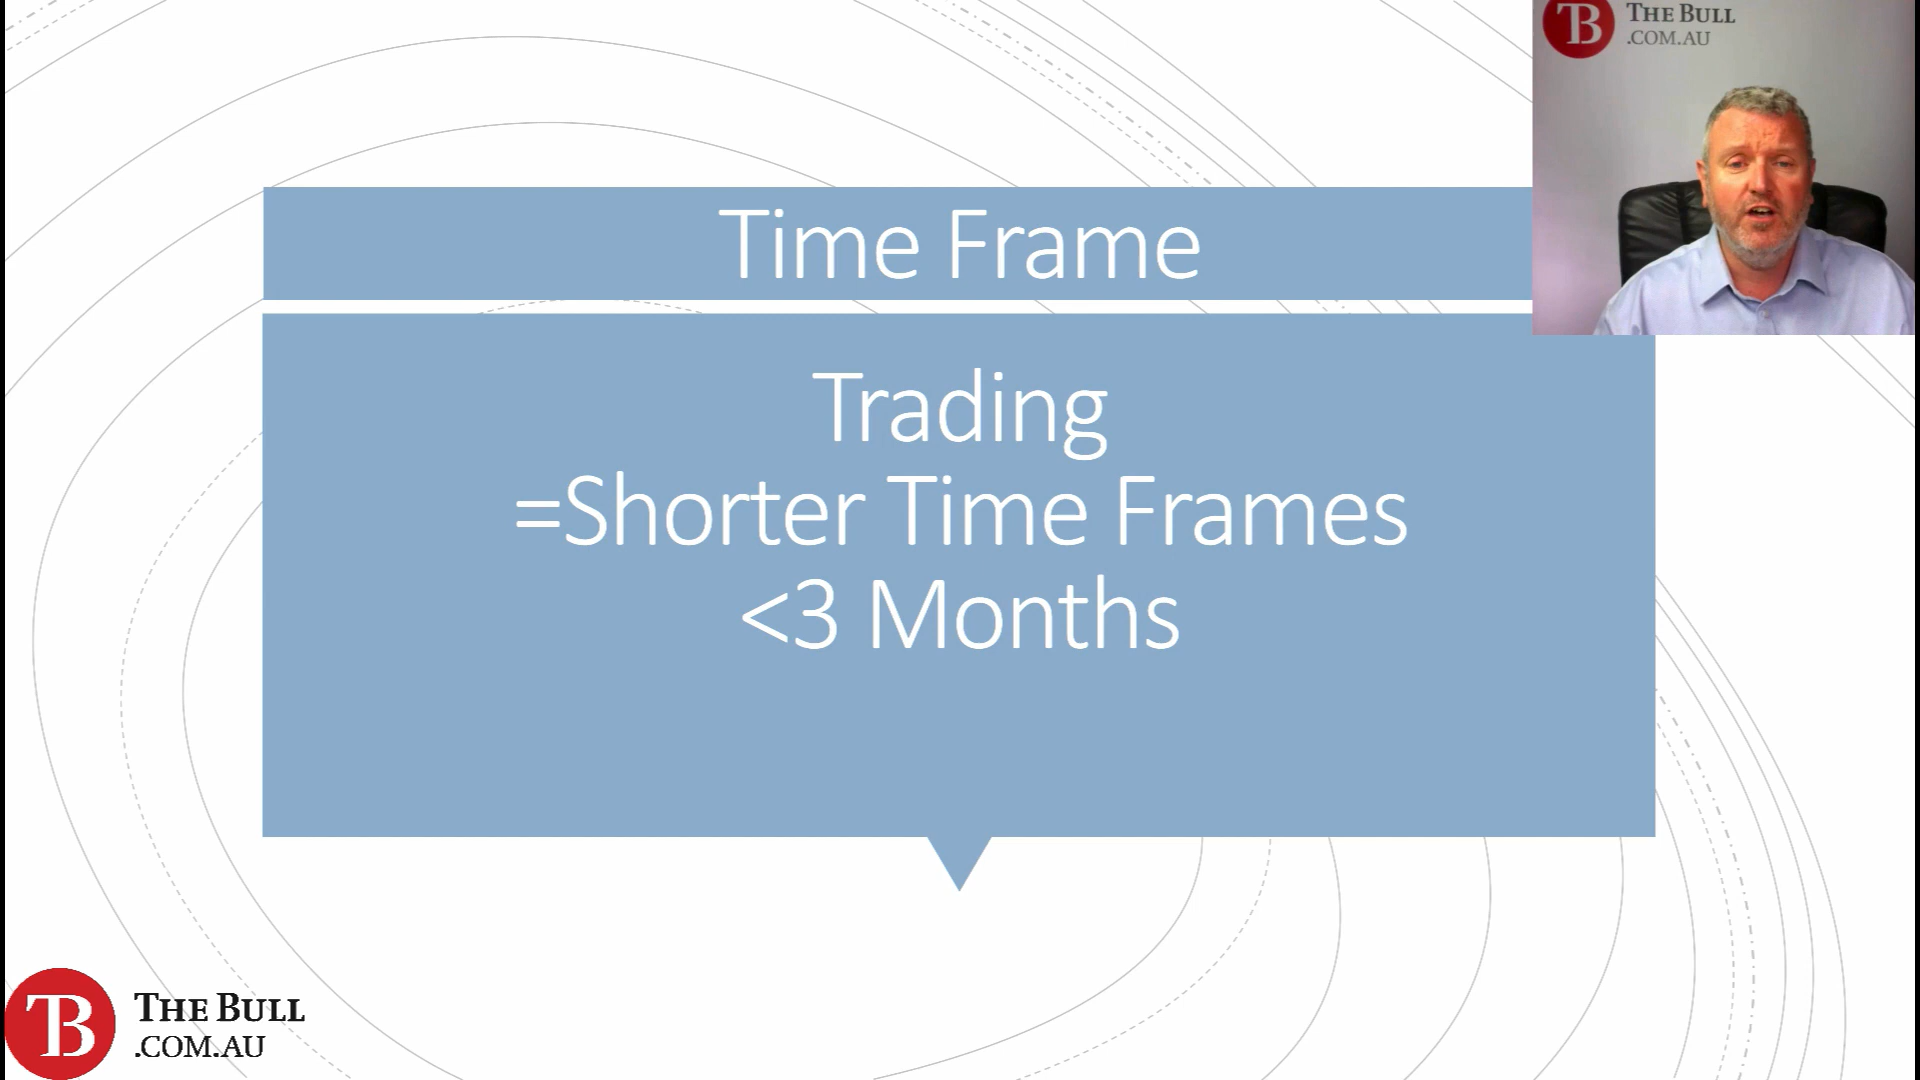 THE BULL
.COM.AU
Time Frame
Trading
=Shorter Time Frames
<3 Months
TB
THE BULL
.COM.AU